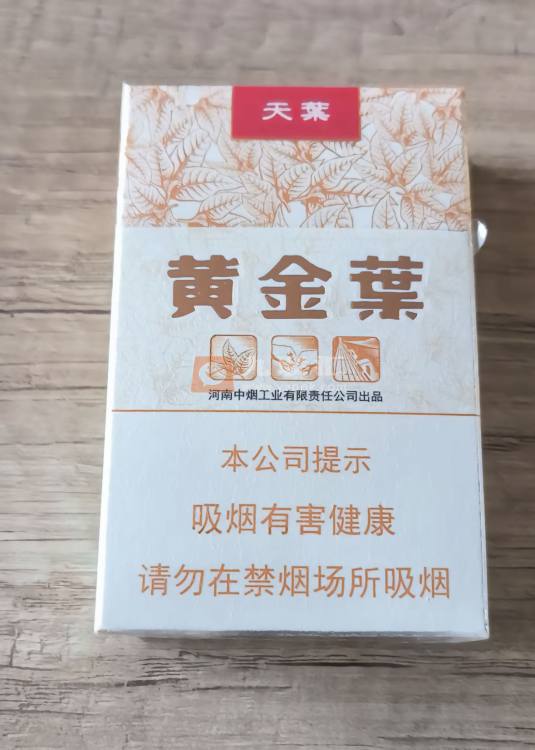 天葉
黃金葉
河南中烟工业有限责任公司出品
本公司提示
吸烟有害健康
请勿在禁烟场所吸烟